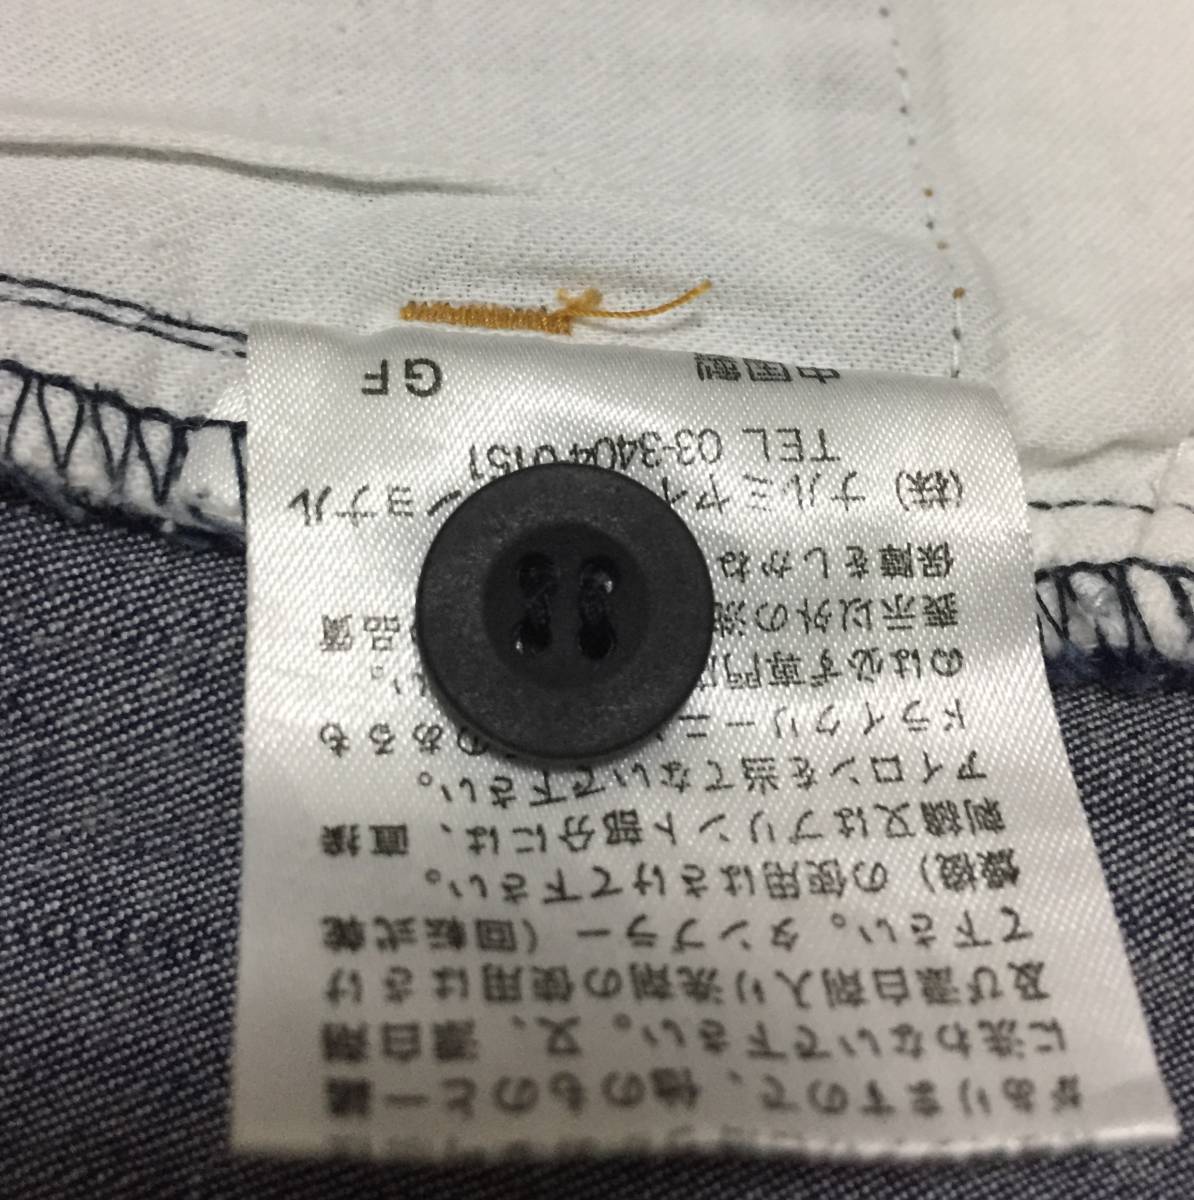 がありますので、他のものと一緒
に洗わないで下さい。又、漂白剤
及び漂白剤入り洗剤の使用はさけ
て下さい。タンブラー（回転式乾
燥機）の使用はさけて下さい。
刺繍又はプリント部分には、直接
アイロンを当てないで下さい。
ドライクリーニン のあるも
のは必ず専門 い。
表示以外の洗 品質
保障をしかね
（株）ナルミヤ ョナル
TEL 03-3404-0151
中国製 GF